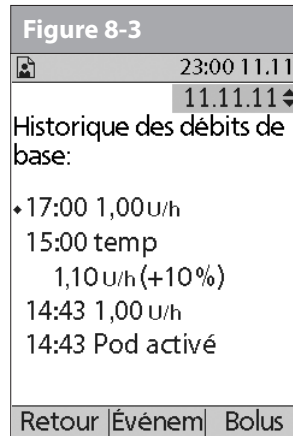 Figure 8-3
23:00 11.11
11.11.11
Historique des débits de
base:
17:00 1,00 U/h
15:00 temp
1,10 U/h (+10%)
14:43 1,00 U/h
14:43 Pod activé
Retour Événem Bolus